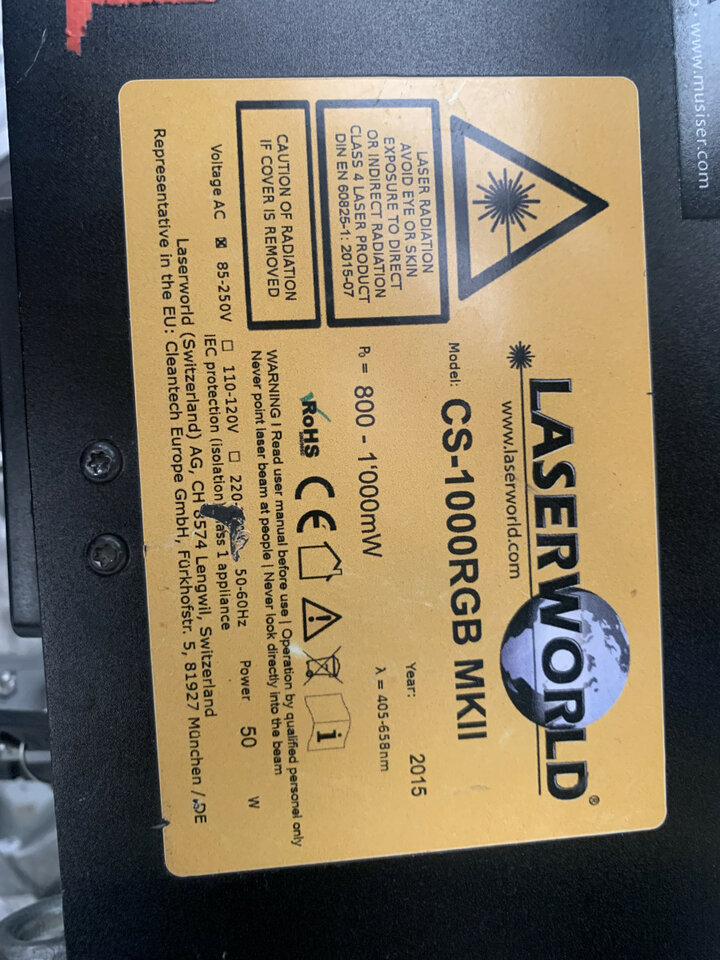 www.musiser.com
LASERWORLD®
www.laserworld.com
LASER RADIATION
AVOID EYE OR SKIN
EXPOSURE TO DIRECT
OR INDIRECT RADIATION
CLASS 4 LASER PRODUCT
DIN EN 60825-1: 2015-07
CAUTION OF RADIATION
IF COVER IS REMOVED
Model: CS-1000RGB MKII
Year: 2015
P₀ = 800 - 1'000mW
λ = 405-658nm
RoHS CE i
WARNING I Read user manual before use | Operation by qualified personel only
Never point laser beam at people | Never look directly into the beam
Voltage AC ☒ 85-250V ☐ 110-120V ☐ 220- 50-60Hz Power 50 W
IEC protection (isolation 1 appliance
Laserworld (Switzerland) AG, CH 8574 Lengwil, Switzerland
Representative in the EU: Cleantech Europe GmbH, Fürkhofstr. 5, 81927 München / DE